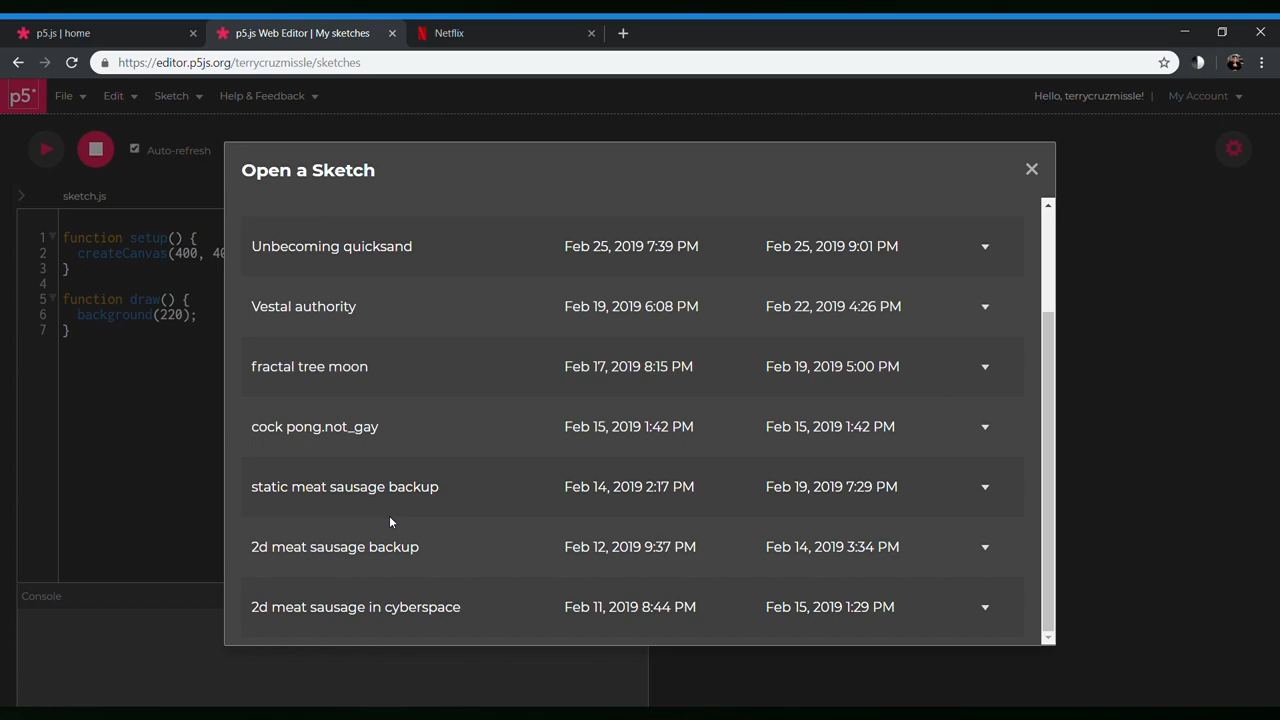 p5.js | home
p5.js Web Editor | My sketches
Netflix
https://editor.p5js.org/terrycruzmissle/sketches
p5*
File
Edit
Sketch
Help & Feedback
Hello, terrycruzmissle! |
My Account
Auto-refresh
Open a Sketch
sketch.js
1 function setup() {
2 createCanvas(400, 40
3 }
4
5 function draw() {
6 background(220);
7 }
Unbecoming quicksand Feb 25, 2019 7:39 PM Feb 25, 2019 9:01 PM
Vestal authority Feb 19, 2019 6:08 PM Feb 22, 2019 4:26 PM
fractal tree moon Feb 17, 2019 8:15 PM Feb 19, 2019 5:00 PM
cock pong.not_gay Feb 15, 2019 1:42 PM Feb 15, 2019 1:42 PM
static meat sausage backup Feb 14, 2019 2:17 PM Feb 19, 2019 7:29 PM
2d meat sausage backup Feb 12, 2019 9:37 PM Feb 14, 2019 3:34 PM
2d meat sausage in cyberspace Feb 11, 2019 8:44 PM Feb 15, 2019 1:29 PM
Console